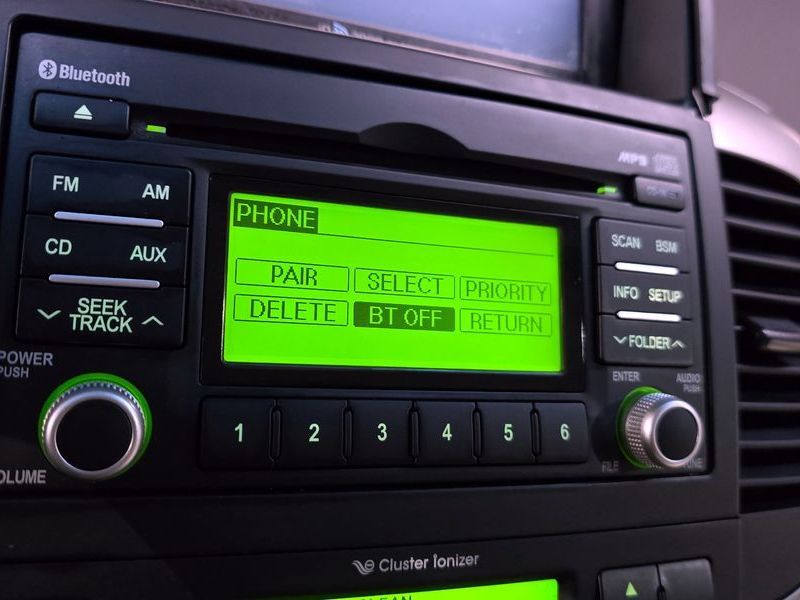 Bluetooth
MP3
FM AM
CD AUX
SEEK
TRACK
POWER
PUSH
VOLUME
PHONE
PAIR SELECT PRIORITY
DELETE BT OFF RETURN
SCAN BSM
INFO SETUP
FOLDER
ENTER AUDIO
PUSH
FILE
1 2 3 4 5 6
Cluster Ionizer